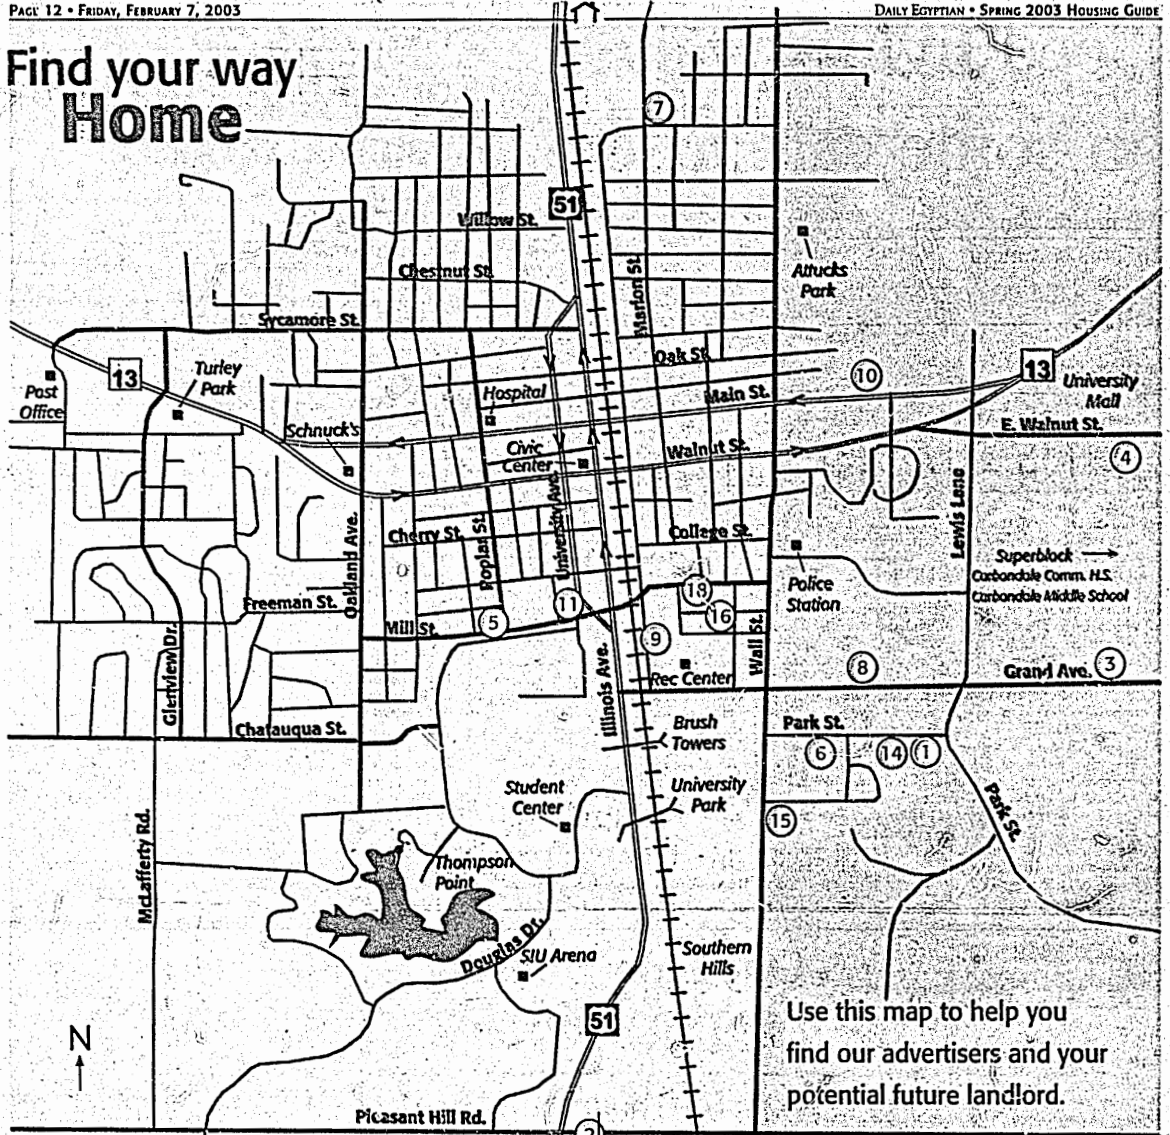 PAGE 12 • FRIDAY, FEBRUARY 7, 2003
DAILY EGYPTIAN • SPRING 2003 HOUSING GUIDE
Find your way
Home
7
51
Willow St.
Chestnut St.
Marion St.
Attucks
Park
Sycamore St.
Oak St.
13
Turley
Park
Post
Office
Hospital
Main St.
10
13
University
Mall
Schnuck's
Civic
Center
Walnut St.
E. Walnut St.
4
Oakland Ave.
Cherry St.
Poplar St.
University Ave.
College St.
Lewis Lane
Superblock
Carbondale Comm. H.S.
Carbondale Middle School
Police
Station
Freeman St.
Mill St.
5
11
18
16
9
Wall St.
8
Rec Center
Grand Ave.
3
Glenview Dr.
Illinois Ave.
Chatauqua St.
Brush
Towers
Park St.
6
14
1
Student
Center
University
Park
15
Park St.
McLafferty Rd.
Thompson
Point
Douglas Dr.
SIU Arena
Southern
Hills
51
N
Use this map to help you
find our advertisers and your
potential future landlord.
Pleasant Hill Rd.
2